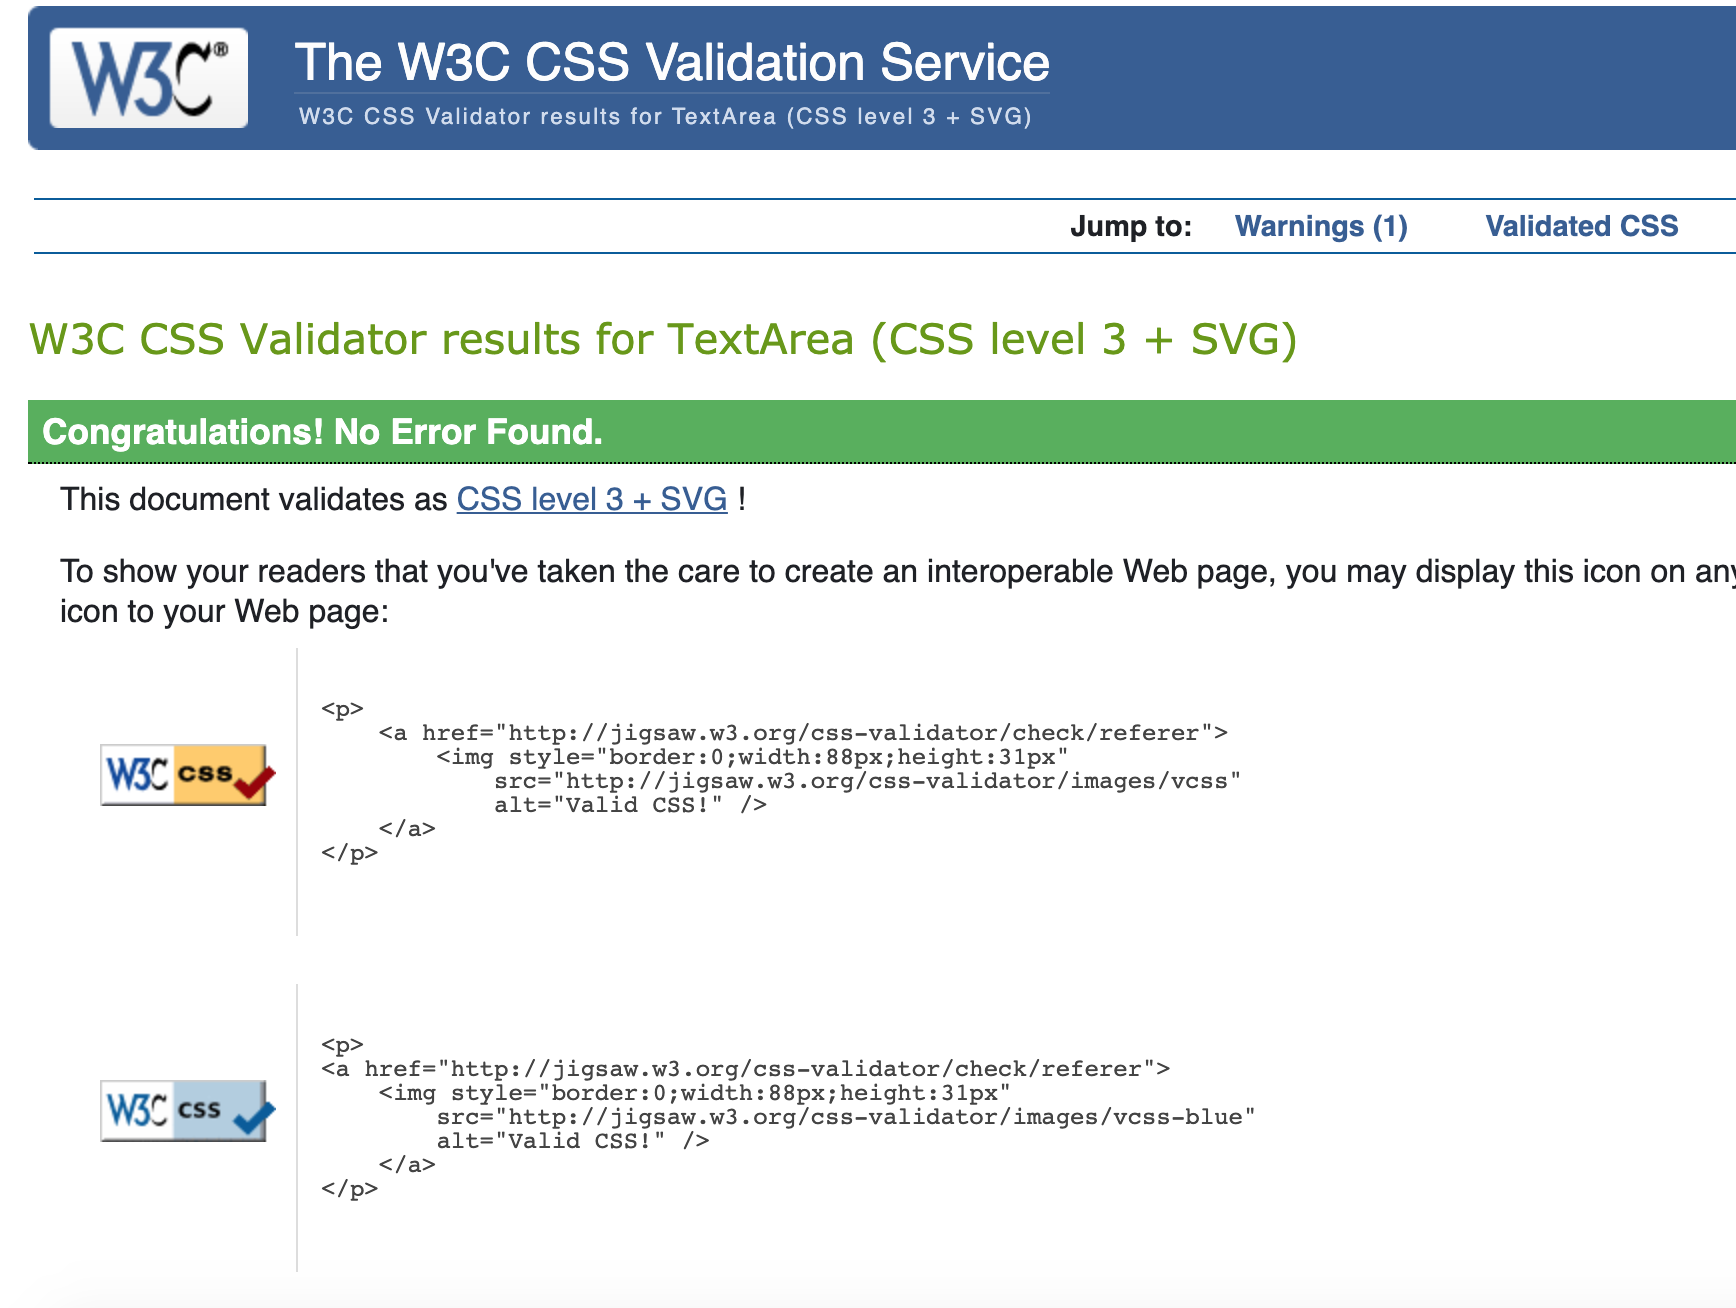 W3C®
The W3C CSS Validation Service
W3C CSS Validator results for TextArea (CSS level 3 + SVG)
Jump to: Warnings (1) Validated CSS
W3C CSS Validator results for TextArea (CSS level 3 + SVG)
Congratulations! No Error Found.
This document validates as CSS level 3 + SVG !
To show your readers that you've taken the care to create an interoperable Web page, you may display this icon on any
icon to your Web page:
<p>
    <a href="http://jigsaw.w3.org/css-validator/check/referer">
        <img style="border:0;width:88px;height:31px"
            src="http://jigsaw.w3.org/css-validator/images/vcss"
            alt="Valid CSS!" />
    </a>
</p>
W3C css
<p>
<a href="http://jigsaw.w3.org/css-validator/check/referer">
    <img style="border:0;width:88px;height:31px"
        src="http://jigsaw.w3.org/css-validator/images/vcss-blue"
        alt="Valid CSS!" />
    </a>
</p>
W3C css